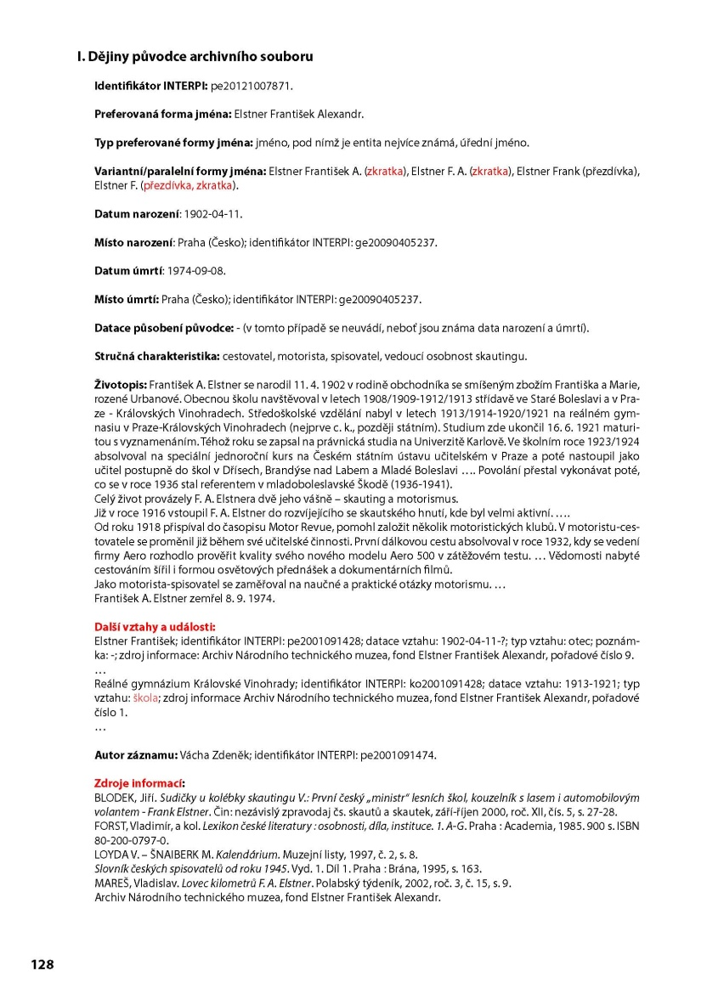 I. Dějiny původce archivního souboru
Identifikátor INTERPI: pe20121007871.
Preferovaná forma jména: Elstner František Alexandr.
Typ preferované formy jména: jméno, pod nímž je entita nejvíce známá, úřední jméno.
Variantní/paralelní formy jména: Elstner František A. (zkratka), Elstner F. A. (zkratka), Elstner Frank (přezdívka),
Elstner F. (přezdívka, zkratka).
Datum narození: 1902-04-11.
Místo narození: Praha (Česko); identifikátor INTERPI: ge20090405237.
Datum úmrtí: 1974-09-08.
Místo úmrtí: Praha (Česko); identifikátor INTERPI: ge20090405237.
Datace působení původce: - (v tomto případě se neuvádí, neboť jsou známa data narození a úmrtí).
Stručná charakteristika: cestovatel, motorista, spisovatel, vedoucí osobnost skautingu.
Životopis: František A. Elstner se narodil 11. 4. 1902 v rodině obchodníka se smíšeným zbožím Františka a Marie,
rozené Urbanové. Obecnou školu navštěvoval v letech 1908/1909-1912/1913 střídavě ve Staré Boleslavi a v Pra-
ze - Královských Vinohradech. Středoškolské vzdělání nabyl v letech 1913/1914-1920/1921 na reálném gym-
nasiu v Praze-Královských Vinohradech (nejprve c. k., později státním). Studium zde ukončil 16. 6. 1921 maturi-
tou s vyznamenáním. Téhož roku se zapsal na právnická studia na Univerzitě Karlově. Ve školním roce 1923/1924
absolvoval na speciální jednoroční kurs na Českém státním ústavu učitelském v Praze a poté nastoupil jako
učitel postupně do škol v Dřísech, Brandýse nad Labem a Mladé Boleslavi …. Povolání přestal vykonávat poté,
co se v roce 1936 stal referentem v mladoboleslavské Škodě (1936-1941).
Celý život provázely F. A. Elstnera dvě jeho vášně – skauting a motorismus.
Již v roce 1916 vstoupil F. A. Elstner do rozvíjejícího se skautského hnutí, kde byl velmi aktivní. ….
Od roku 1918 přispíval do časopisu Motor Revue, pomohl založit několik motoristických klubů. V motoristu-ces-
tovatele se proměnil již během své učitelské činnosti. První dálkovou cestu absolvoval v roce 1932, kdy se vedení
firmy Aero rozhodlo prověřit kvality svého nového modelu Aero 500 v zátěžovém testu. … Vědomosti nabyté
cestováním šířil i formou osvětových přednášek a dokumentárních filmů.
Jako motorista-spisovatel se zaměřoval na naučné a praktické otázky motorismu. …
František A. Elstner zemřel 8. 9. 1974.
Další vztahy a události:
Elstner František; identifikátor INTERPI: pe2001091428; datace vztahu: 1902-04-11-?; typ vztahu: otec; poznám-
ka: -; zdroj informace: Archiv Národního technického muzea, fond Elstner František Alexandr, pořadové číslo 9.
…
Reálné gymnázium Královské Vinohrady; identifikátor INTERPI: ko2001091428; datace vztahu: 1913-1921; typ
vztahu: škola; zdroj informace Archiv Národního technického muzea, fond Elstner František Alexandr, pořadové
číslo 1.
…
Autor záznamu: Vácha Zdeněk; identifikátor INTERPI: pe2001091474.
Zdroje informací:
BLODEK, Jiří. Sudičky u kolébky skautingu V.: První český „ministr“ lesních škol, kouzelník s lasem i automobilovým
volantem - Frank Elstner. Čin: nezávislý zpravodaj čs. skautů a skautek, září-říjen 2000, roč. XII, čís. 5, s. 27-28.
FORST, Vladimír, a kol. Lexikon české literatury : osobnosti, díla, instituce. 1. A-G. Praha : Academia, 1985. 900 s. ISBN
80-200-0797-0.
LOYDA V. – ŠNAIBERK M. Kalendárium. Muzejní listy, 1997, č. 2, s. 8.
Slovník českých spisovatelů od roku 1945. Vyd. 1. Díl 1. Praha : Brána, 1995, s. 163.
MAREŠ, Vladislav. Lovec kilometrů F. A. Elstner. Polabský týdeník, 2002, roč. 3, č. 15, s. 9.
Archiv Národního technického muzea, fond Elstner František Alexandr.
128